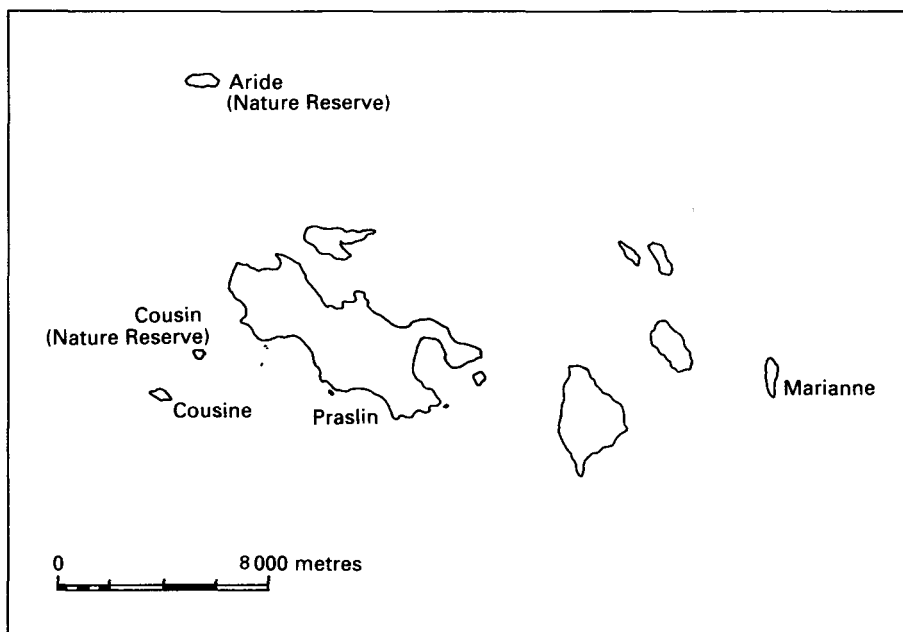 Aride
(Nature Reserve)
Cousin
(Nature Reserve)
Cousine
Praslin
Marianne
0 8 000 metres